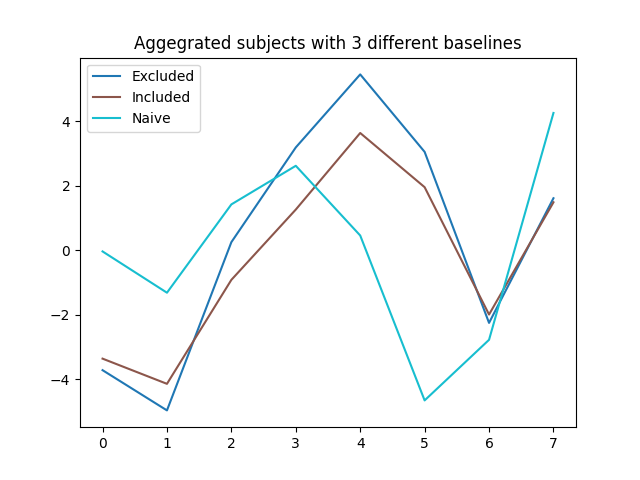 Aggegrated subjects with 3 different baselines
Excluded
Included
Naive
4
2
0
−2
−4
0 1 2 3 4 5 6 7